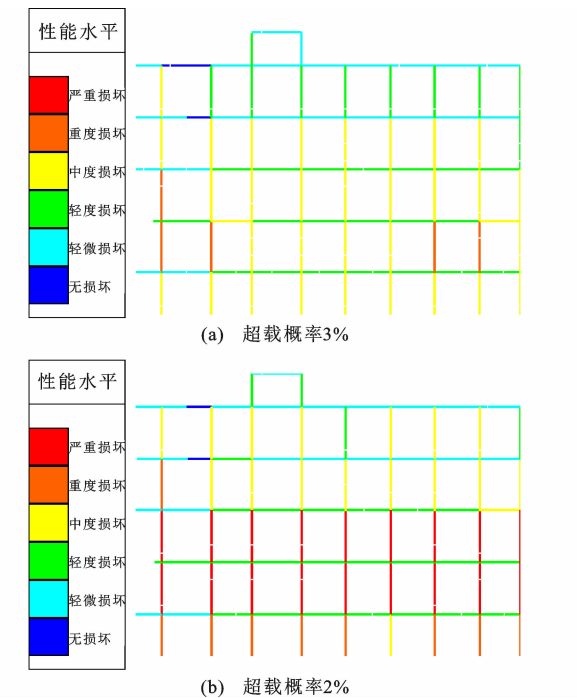 性能水平
严重损坏
重度损坏
中度损坏
轻度损坏
轻微损坏
无损坏
(a) 超载概率3%
性能水平
严重损坏
重度损坏
中度损坏
轻度损坏
轻微损坏
无损坏
(b) 超载概率2%